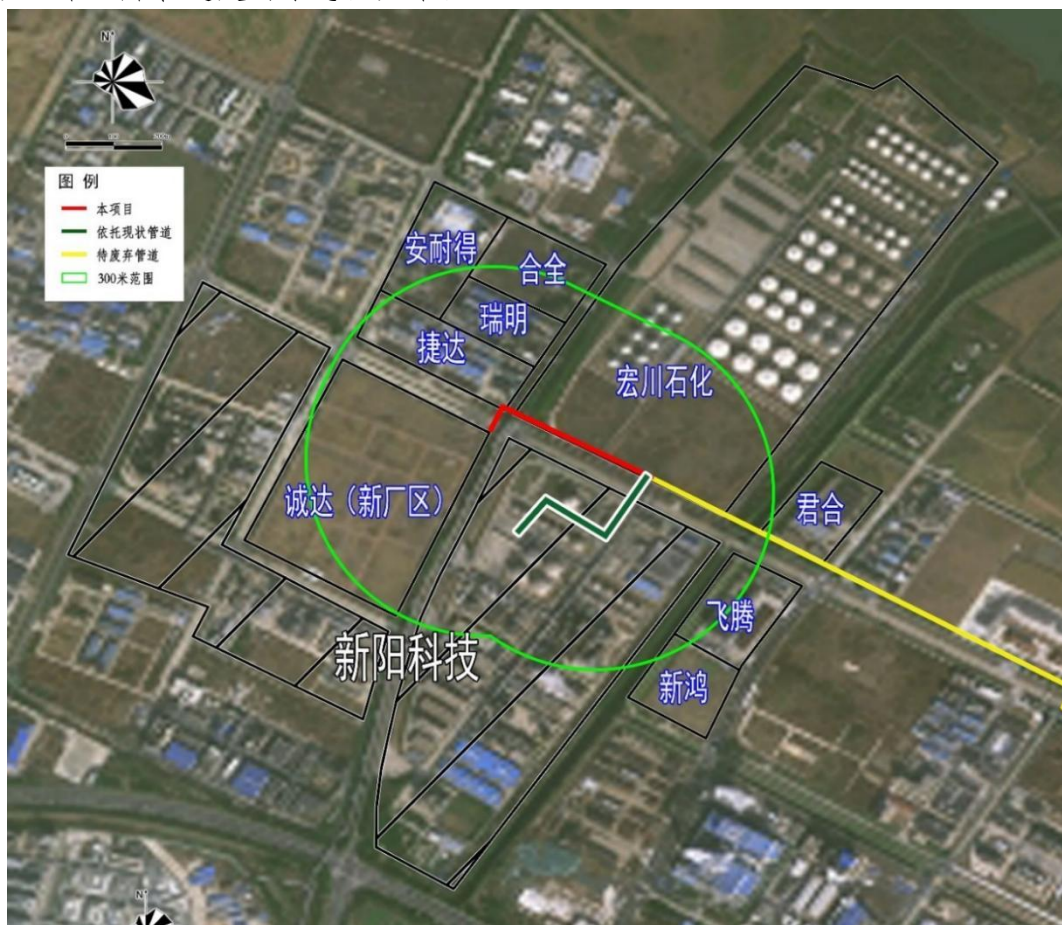 N
图 例
本项目
依托现状管道
待废弃管道
300米范围
安耐得
合全
瑞明
捷达
宏川石化
诚达（新厂区）
君合
飞腾
新阳科技
新鸿
N